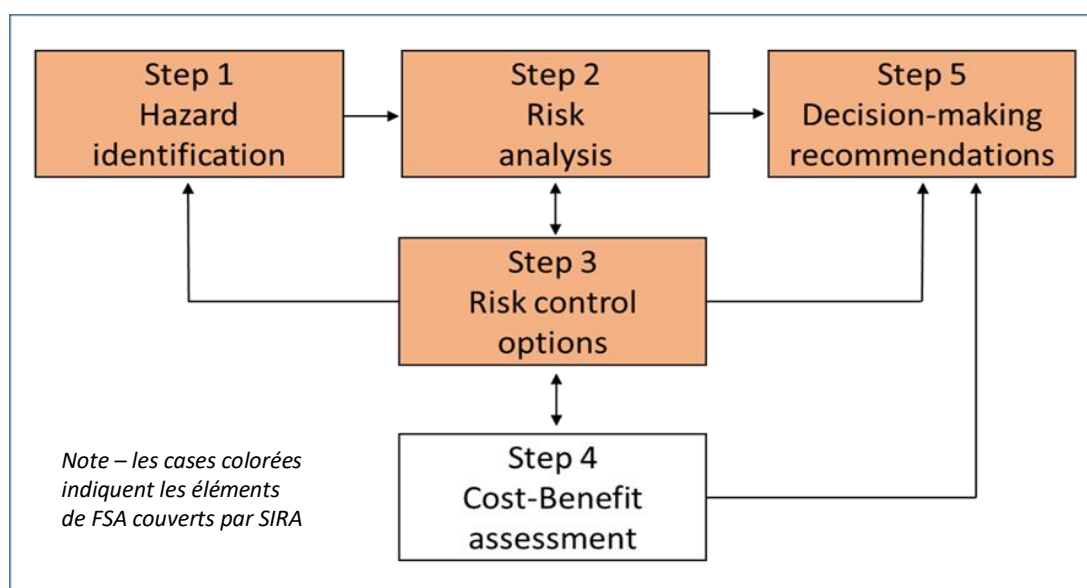 Step 1
Hazard
identification
Step 2
Risk
analysis
Step 5
Decision-making
recommendations
Step 3
Risk control
options
Step 4
Cost-Benefit
assessment
Note – les cases colorées
indiquent les éléments
de FSA couverts par SIRA